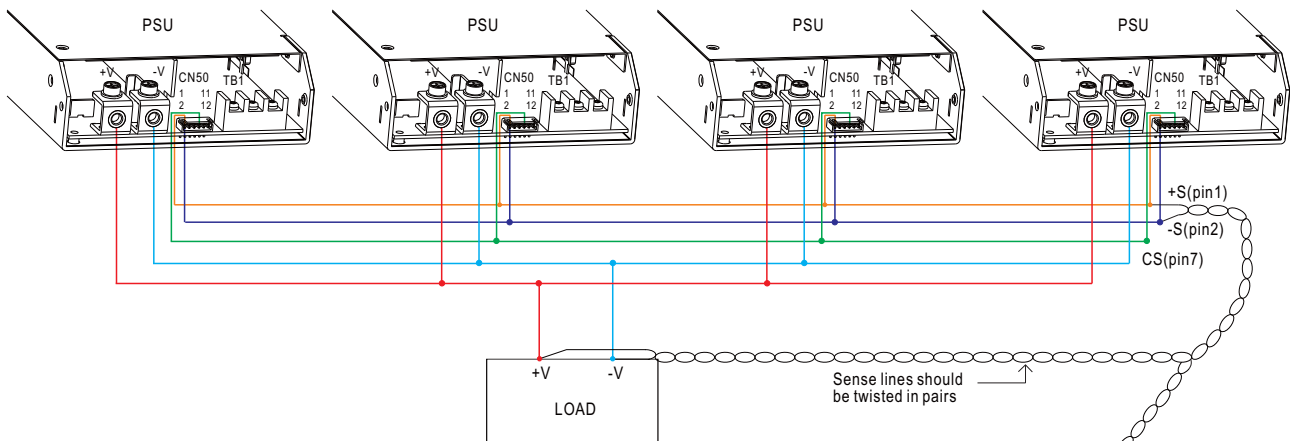 PSU PSU PSU PSU
+V -V CN50 TB1
1 11
2 12
+V -V CN50 TB1
1 11
2 12
+V -V CN50 TB1
1 11
2 12
+V -V CN50 TB1
1 11
2 12
+S(pin1)
-S(pin2)
CS(pin7)
+V -V
LOAD
Sense lines should
be twisted in pairs